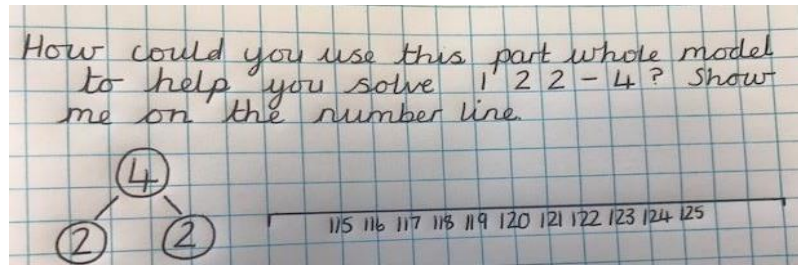 How could you use this part whole model
to help you solve 122 - 4? Show
me on the number line.
4
2 2
115 116 117 118 119 120 121 122 123 124 125